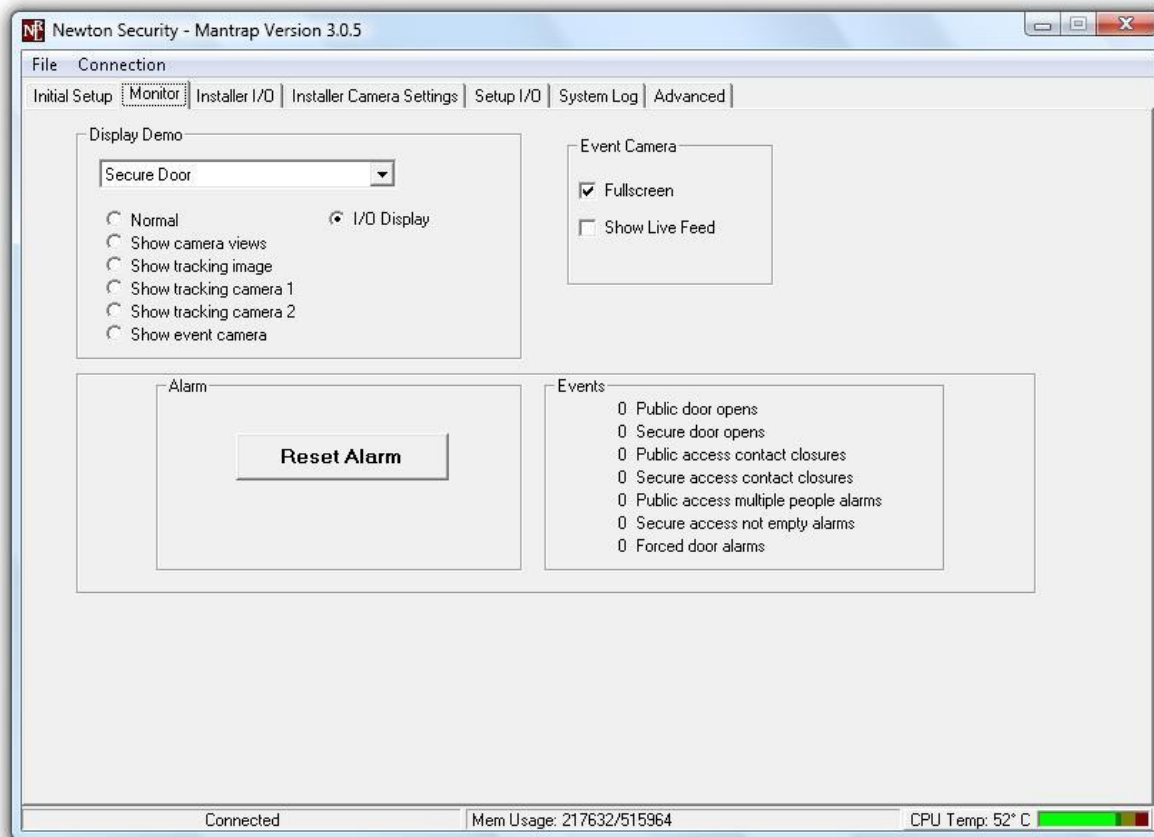 Newton Security - Mantrap Version 3.0.5
File Connection
Initial Setup Monitor Installer I/O Installer Camera Settings Setup I/O System Log Advanced
Display Demo
Secure Door
Normal I/O Display
Show camera views
Show tracking image
Show tracking camera 1
Show tracking camera 2
Show event camera
Event Camera
Fullscreen
Show Live Feed
Alarm
Reset Alarm
Events
0 Public door opens
0 Secure door opens
0 Public access contact closures
0 Secure access contact closures
0 Public access multiple people alarms
0 Secure access not empty alarms
0 Forced door alarms
Connected Mem Usage: 217632/515964 CPU Temp: 52° C